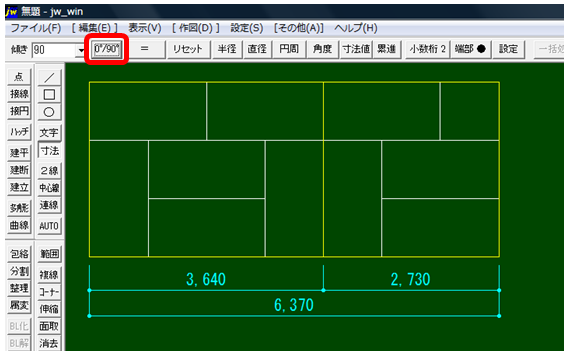 jw 無題 - jw_win
ファイル(F) [編集(E)] 表示(V) [作図(D)] 設定(S) [その他(A)] ヘルプ(H)
傾き 90 0°/90° = リセット 半径 直径 円周 角度 寸法値 累進 小数桁 2 端部 ● 設定 一括処
点 ／
接線 □
接円 ○
ハッチ 文字
建平 寸法
建断 2線
建立 中心線
多角形 連線
曲線 AUTO
包絡 範囲
分割 複線
整理 コーナー
属変 伸縮
BL化 面取
BL解 消去
3,640 2,730
6,370